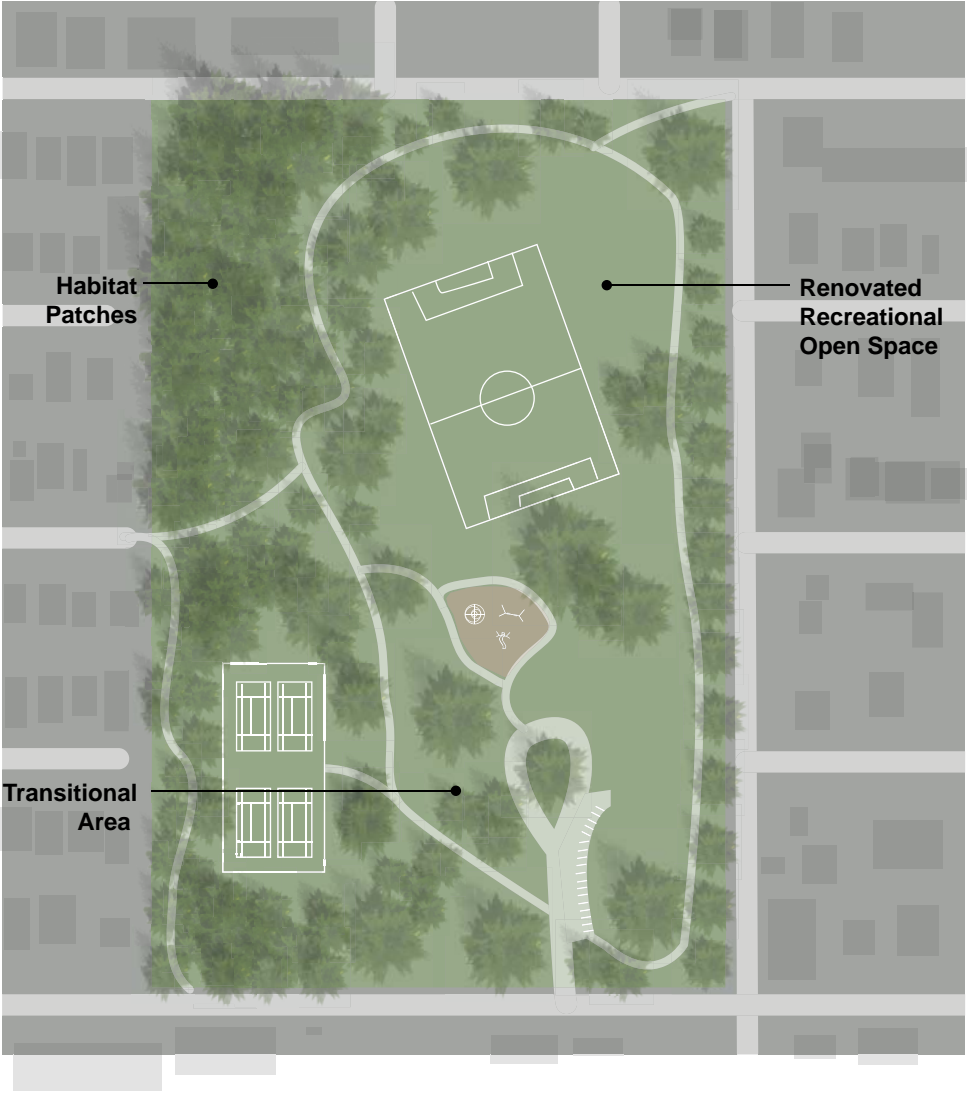 Habitat
Patches
Renovated
Recreational
Open Space
Transitional
Area